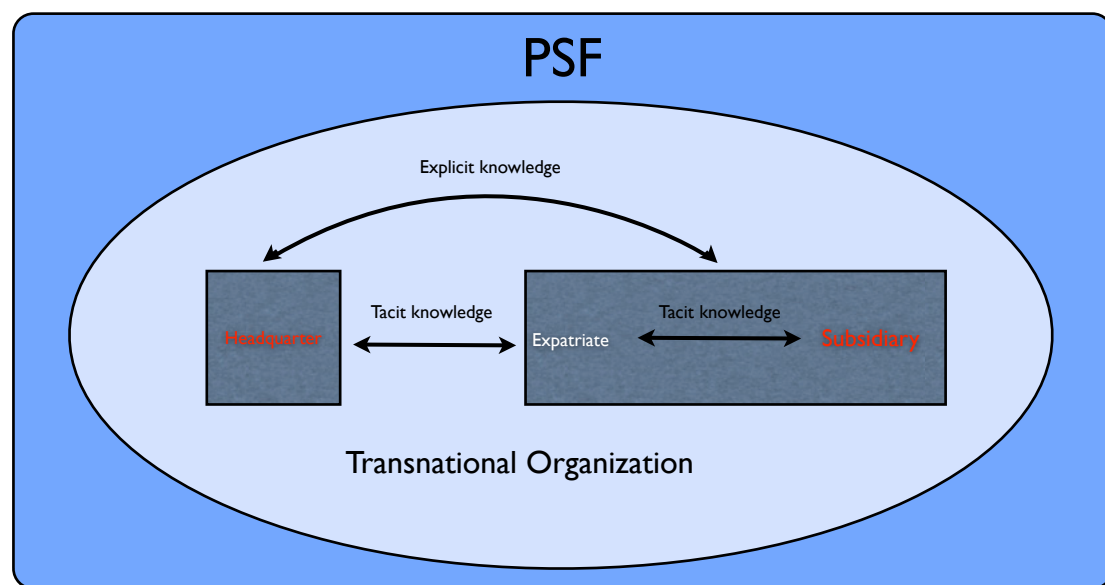 PSF
Explicit knowledge
Tacit knowledge
Tacit knowledge
Headquarter
Expatriate
Subsidiary
Transnational Organization